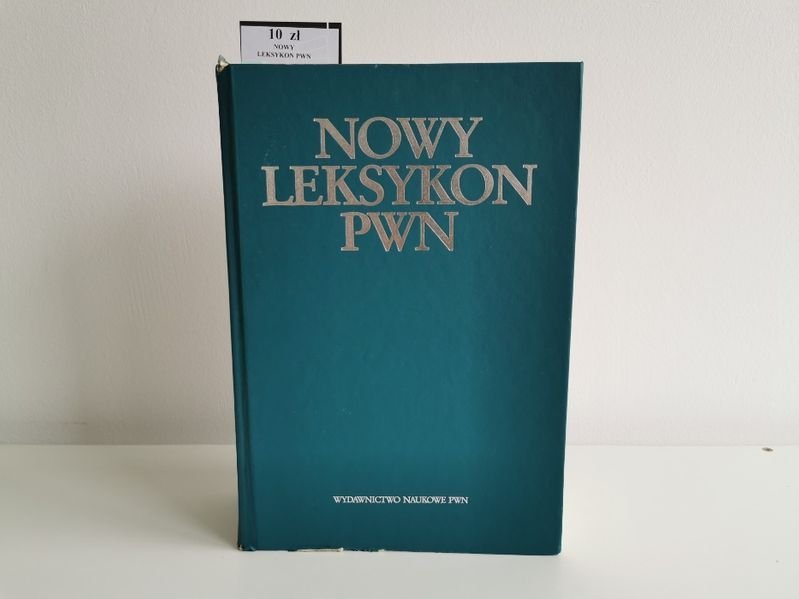 10 zł
NOWY
LEKSYKON PWN
NOWY
LEKSYKON
PWN
WYDAWNICTWO NAUKOWE PWN